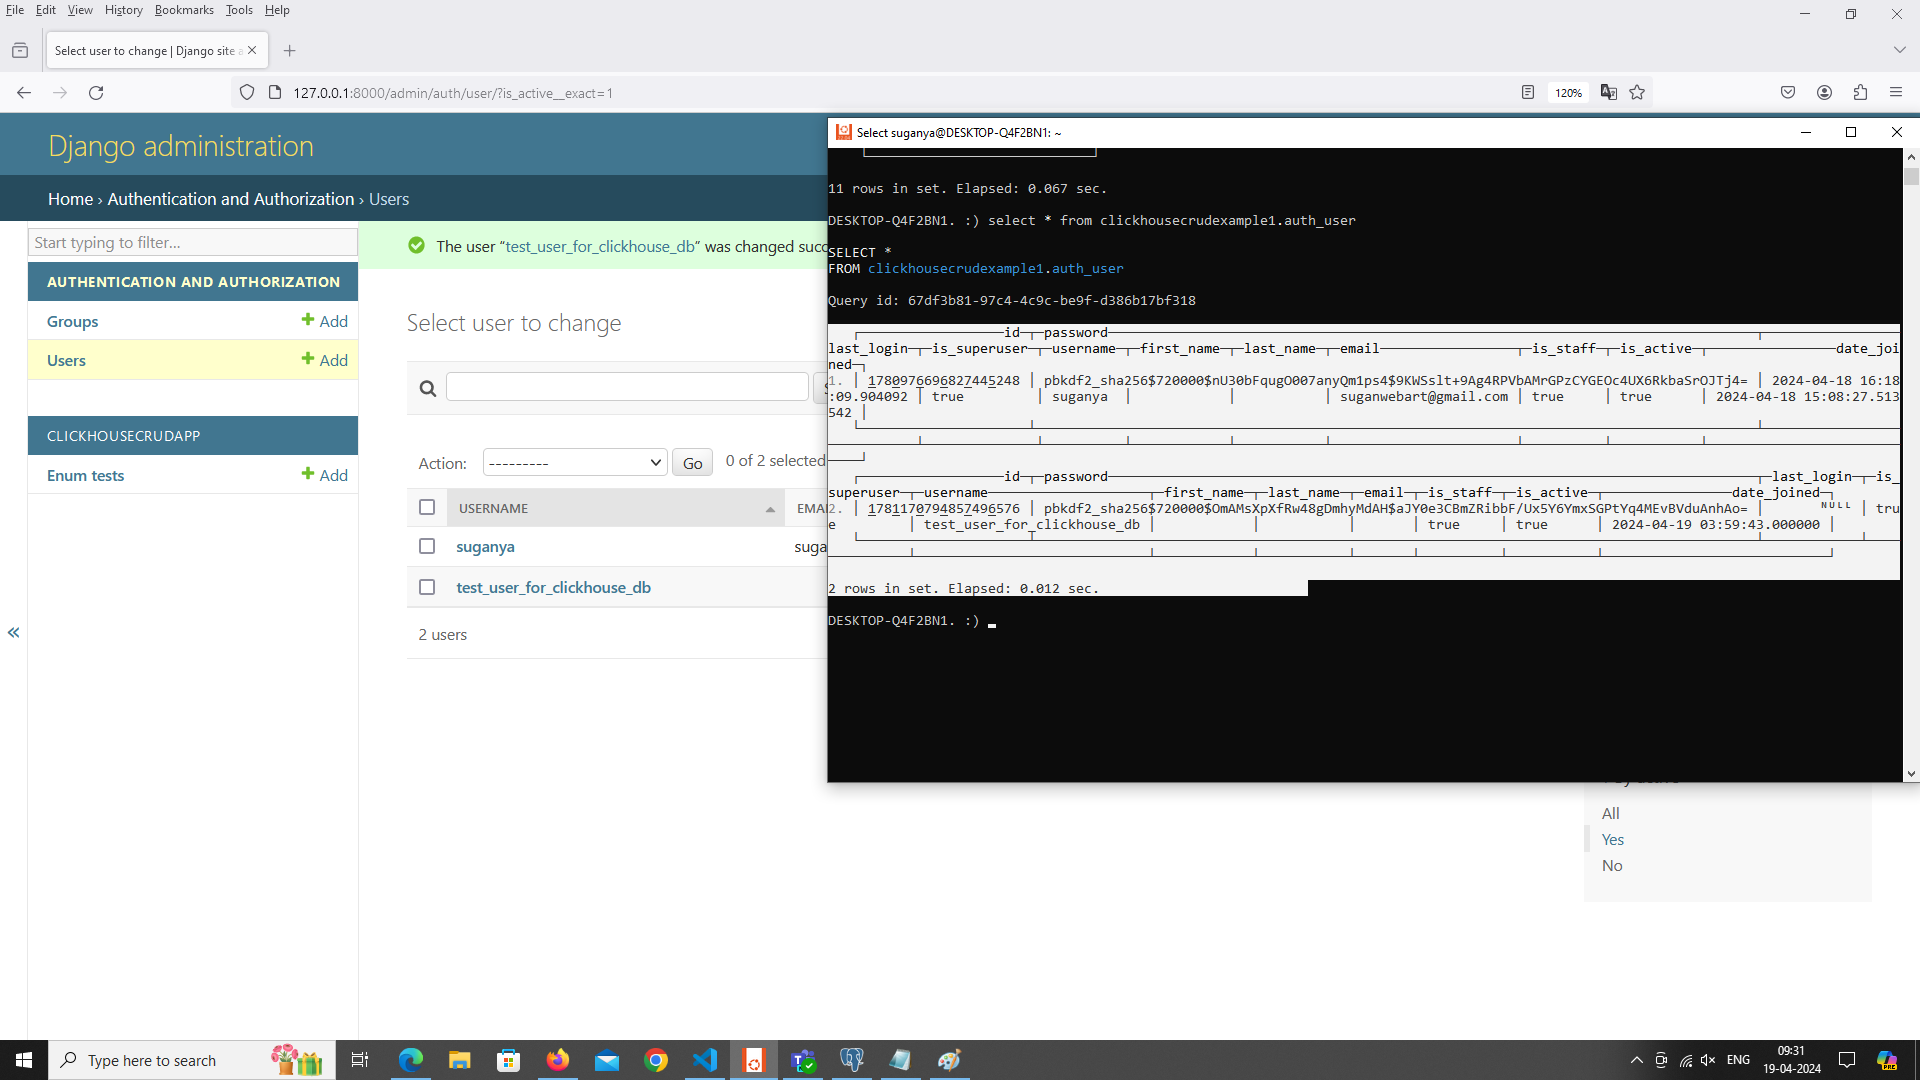 File Edit View History Bookmarks Tools Help
Select user to change | Django site a
127.0.0.1:8000/admin/auth/user/?is_active__exact=1
120%
Django administration
Home › Authentication and Authorization › Users
Start typing to filter...
AUTHENTICATION AND AUTHORIZATION
Groups
Add
Users
Add
CLICKHOUSECRUDAPP
Enum tests
Add
«
The user “test_user_for_clickhouse_db” was changed succ
Select user to change
Action:
---------
Go
0 of 2 selected
USERNAME
EMAI
suganya
suga
test_user_for_clickhouse_db
2 users
Select suganya@DESKTOP-Q4F2BN1: ~
11 rows in set. Elapsed: 0.067 sec.
DESKTOP-Q4F2BN1. :) select * from clickhousecrudexample1.auth_user
SELECT *
FROM clickhousecrudexample1.auth_user
Query id: 67df3b81-97c4-4c9c-be9f-d386b17bf318
id password
last_login is_superuser username first_name last_name email is_staff is_active date_joi
ned
1. 1780976696827445248 pbkdf2_sha256$720000$nU30bFqugO007anyQm1ps4$9KWSslt+9Ag4RPVbAMrGPzCYGEOc4UX6RkbaSrOJTj4= 2024-04-18 16:18
:09.904092 true suganya suganwebart@gmail.com true true 2024-04-18 15:08:27.513
542
id password last_login is_
superuser username first_name last_name email is_staff is_active date_joined
2. 1781170794857496576 pbkdf2_sha256$720000$OmAMsXpXfRw48gDmhyMdAH$aJY0e3CBmZRibbF/Ux5Y6YmxSGPtYq4MEvBVduAnhAo= NULL tru
e test_user_for_clickhouse_db true true 2024-04-19 03:59:43.000000
2 rows in set. Elapsed: 0.012 sec.
DESKTOP-Q4F2BN1. :)
All
Yes
No
Type here to search
ENG
09:31
19-04-2024